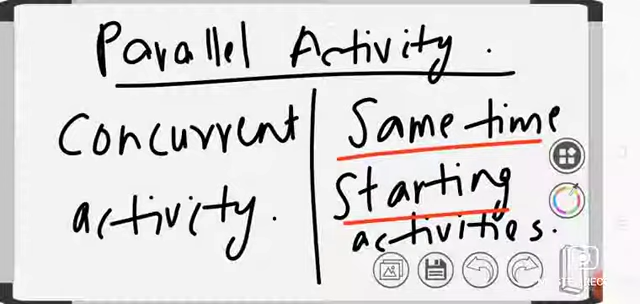 Parallel Activity.
Concurrent
activity.
Same time
Starting
activities.